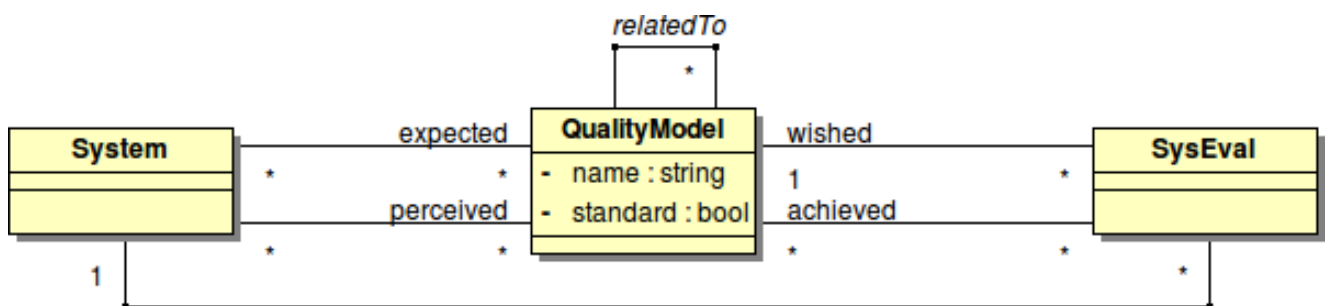 relatedTo
*
System
expected
QualityModel
wished
SysEval
* * - name : string 1 *
perceived - standard : bool achieved
* * * *
1 *